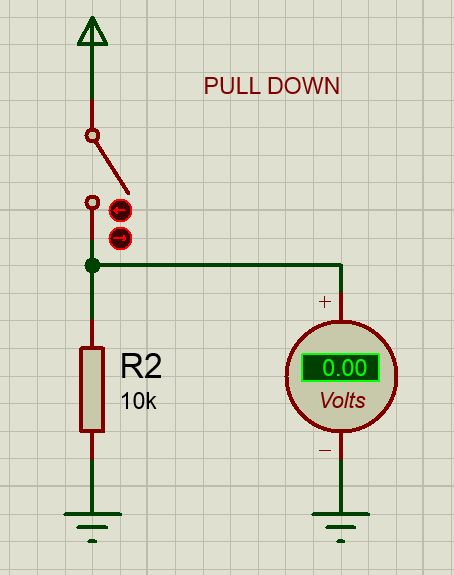 PULL DOWN
R2
10k
+
0.00
Volts
−